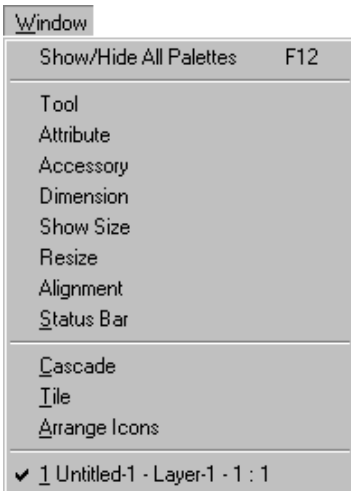 Window
Show/Hide All Palettes F12
Tool
Attribute
Accessory
Dimension
Show Size
Resize
Alignment
Status Bar
Cascade
Tile
Arrange Icons
✔ 1 Untitled-1 - Layer-1 - 1 : 1